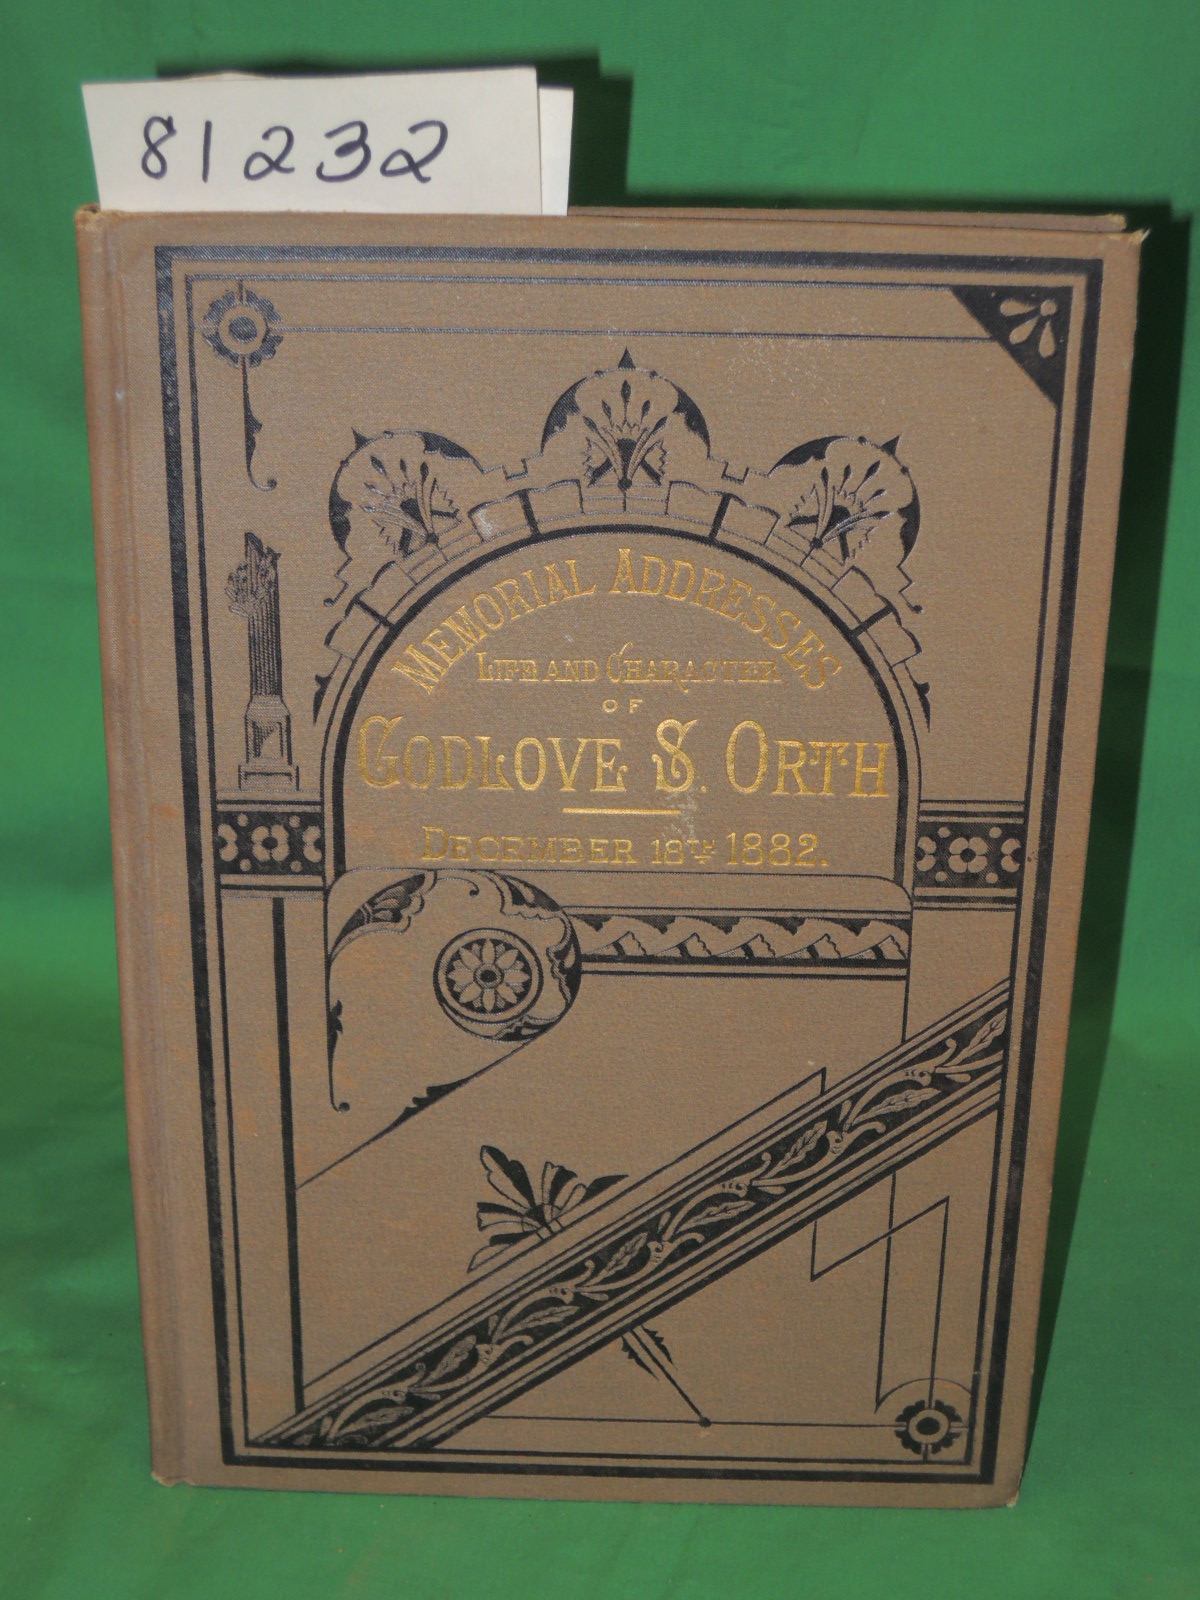 81232
MEMORIAL ADDRESSES
LIFE AND CHARACTER
OF
GODLOVE S. ORTH
DECEMBER 18TH 1882.